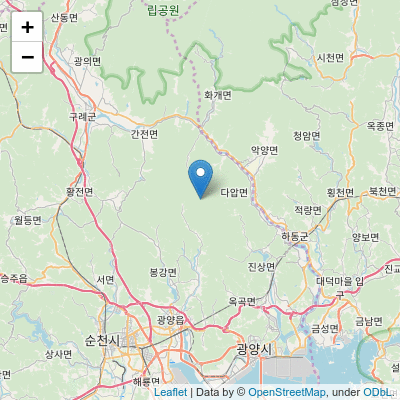 립공원
삼장면
산동면
+
−
시천면
광의면
화개면
구례군
간전면
옥종면
청암면
악양면
다압면
황전면
횡천면
북천면
적량면
월등면
하동군
양보면
진상면
봉강면
서면
승주읍
진교
대덕마을 입
구
옥곡면
광양읍
금남면
금성면
순천시
광양시
상사면
해룡면
Leaflet | Data by © OpenStreetMap, under ODbL.